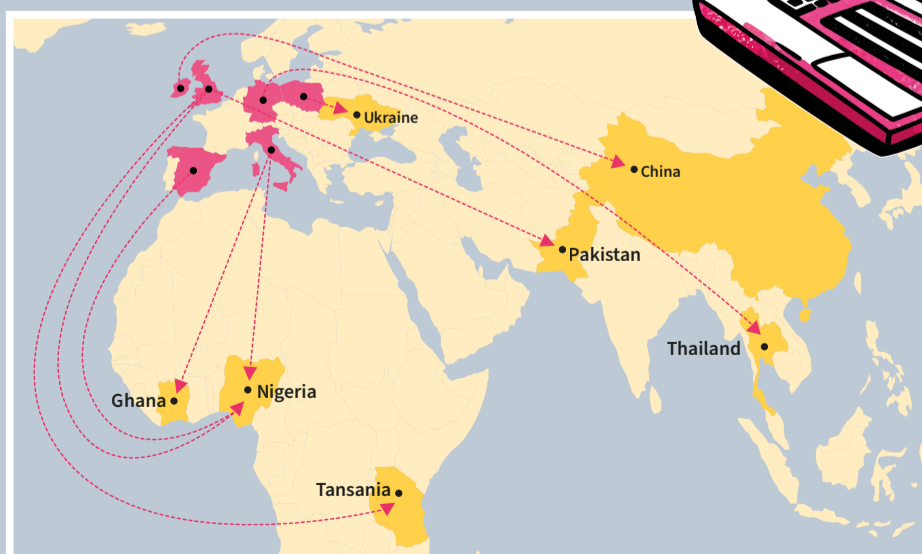 Ukraine
China
Pakistan
Thailand
Ghana
Nigeria
Tansania